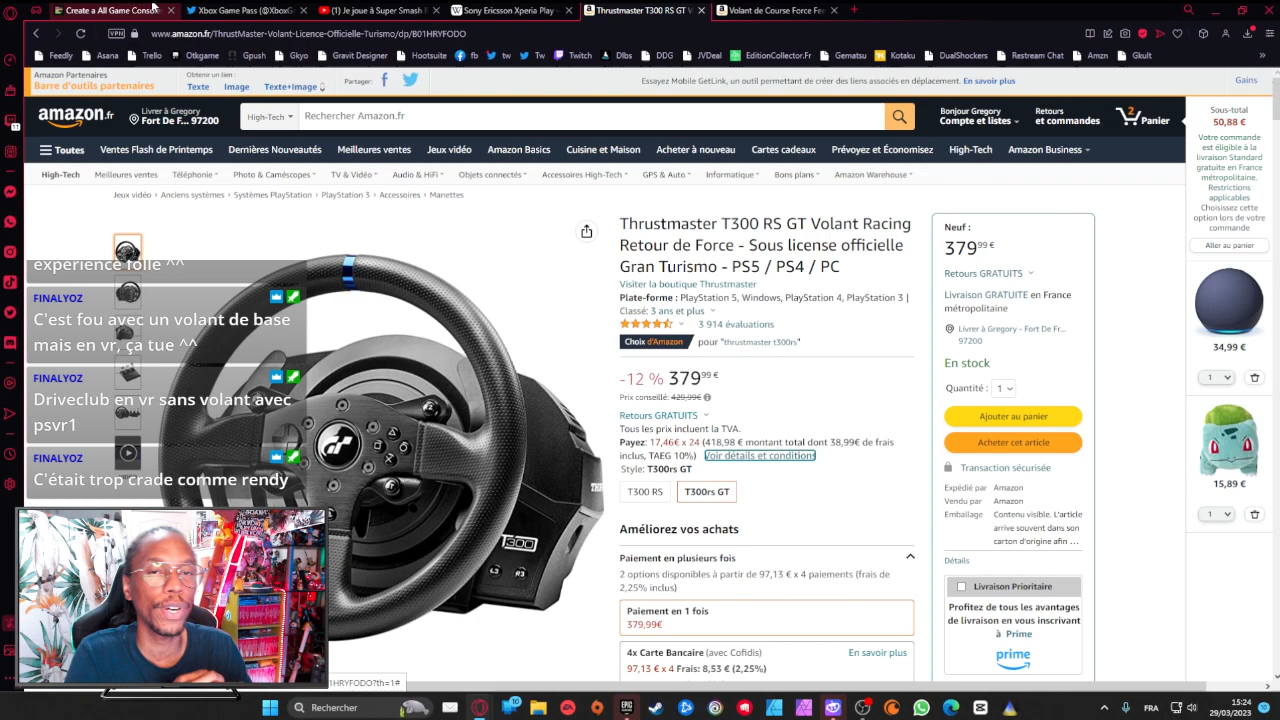 Create a All Game Console
Xbox Game Pass (@XboxG
(1) Je joue à Super Smash B
Sony Ericsson Xperia Play
Thrustmaster T300 RS GT V
Volant de Course Fee
VPN
www.amazon.fr/ThrustMaster-Volant-Licence-Officielle-Turismo/dp/B01HRYFODO
Feedly
Asana
Trello
Otkgame
Gpush
Gkyo
Gravit Designer
Hootsuite
fb
tw
Tw
Twitch
Dlbs
DDG
JVDeal
EditionCollector.Fr
Gematsu
Kotaku
DualShockers
Restream Chat
Amzn
Gkult
Amazon Partenaires
Barre d'outils partenaires
Obtenir un lien :
Texte
Image
Texte+Image
Partager:
Essayez Mobile GetLink, un outil permettant de créer des liens associés en déplacement. En savoir plus
Gains
amazon.fr
Livrer à Gregory
Fort De F... 97200
High-Tech
Rechercher Amazon.fr
Bonjour Gregory
Compte et listes
Retours
et commandes
2
Panier
Toutes
Ventes Flash de Printemps
Dernières Nouveautés
Meilleures ventes
Jeux vidéo
Amazon Basics
Cuisine et Maison
Acheter à nouveau
Cartes cadeau
Prévoyez et Économisez
High-Tech
Amazon Business
High-Tech
Meilleures ventes
Téléphonie
Photo & Caméscopes
TV & Vidéo
Audio & HiFi
Objets connectés
Accessoires High-Tech
GPS & Auto
Informatique
Bons plans
Amazon Warehouse
Jeux vidéo › Anciens systèmes › Systèmes PlayStation › PlayStation 3 › Accessoires › Manettes
experience folle ^^
FINALYOZ
C'est fou avec un volant de base
mais en vr, ça tue ^^
FINALYOZ
Driveclub en vr sans volant avec
psvr1
FINALYOZ
C'était trop crade comme rendy
GT
T300
L3
R3
Thrustmaster T300 RS GT Volant Racing
Retour de Force - Sous license officielle
Gran Turismo - PS5 / PS4 / PC
Visiter la boutique Thrustmaster
Plate-forme : PlayStation 5, Windows, PlayStation 4, PlayStation 3 |
Classé: 3 ans et plus
3 914 évaluations
Choix d'Amazon
pour "thrustmaster t300rs"
-12 % 379,99 €
Prix conseillé: 429,99€
Retours GRATUITS
Tous les prix incluent la TVA.
Payez: 17,46€ x 24 (418,98 € montant total dont 38,99€ de frais
inclus, TAEG 10%) Voir détails et conditions
Style: T300rs GT
T300 RS
T300rs GT
Améliorez vos achats
Paiement en plusieurs fois
2 options disponibles à partir de 97,13€ x 4 paiements (frais de
2,25% inclus)
Paiement en 1 fois
379,99€
4x Carte Bancaire (avec Cofidis)
En savoir plus
97,13 € x 4 Frais: 8,53 € (2,25%)
Neuf :
379,99 €
Retours GRATUITS
Livraison GRATUITE en France
métropolitaine
Livrer à Gregory - Fort De Fr...
97200
En stock
Quantité :
1
Ajouter au panier
Acheter cet article
Transaction sécurisée
Expédié par Amazon
Vendu par Amazon
Emballage Contenu visible. L'article
arrive souvent dans son
carton d'origine afin ...
Détails
Livraison Prioritaire
Profitez de tous les avantages
de livraison en vous inscrivant
à Prime
prime
Sous-total
50,88 €
Votre commande
est éligible à la
livraison Standard
gratuite en France
métropolitaine.
Restrictions
applicables
Choisissez cette
option lors de votre
commande
Aller au panier
34,99 €
1
15,89 €
1
1HRYFODO?th=1#
Rechercher
FRA
15:24
29/03/2023